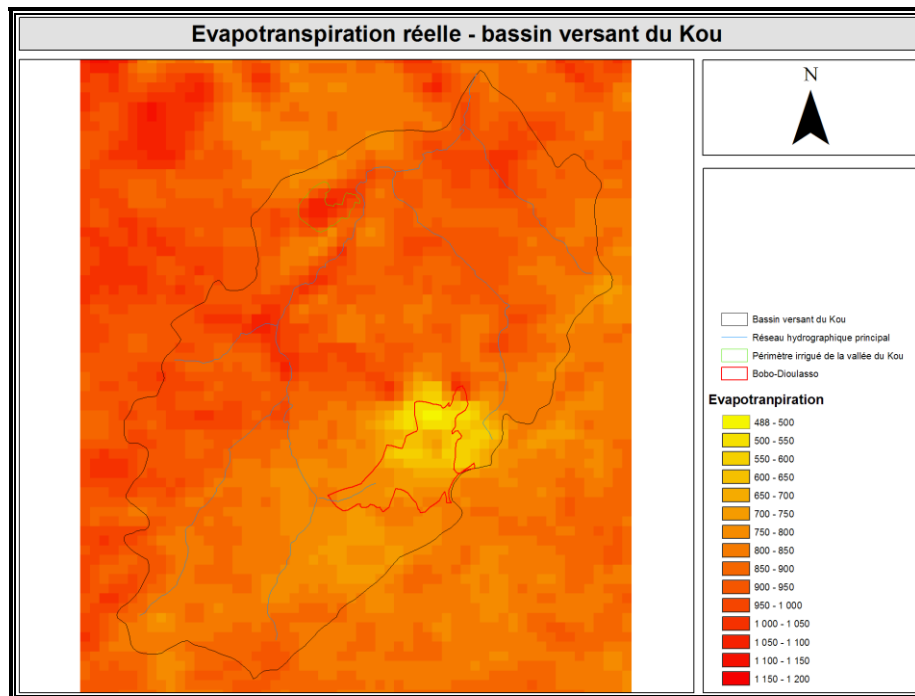 Evapotranspiration réelle - bassin versant du Kou
N
Bassin versant du Kou
Réseau hydrographique principal
Périmètre irrigué de la vallée du Kou
Bobo-Dioulasso
Evapotranpiration
488 - 500
500 - 550
550 - 600
600 - 650
650 - 700
700 - 750
750 - 800
800 - 850
850 - 900
900 - 950
950 - 1 000
1 000 - 1 050
1 050 - 1 100
1 100 - 1 150
1 150 - 1 200